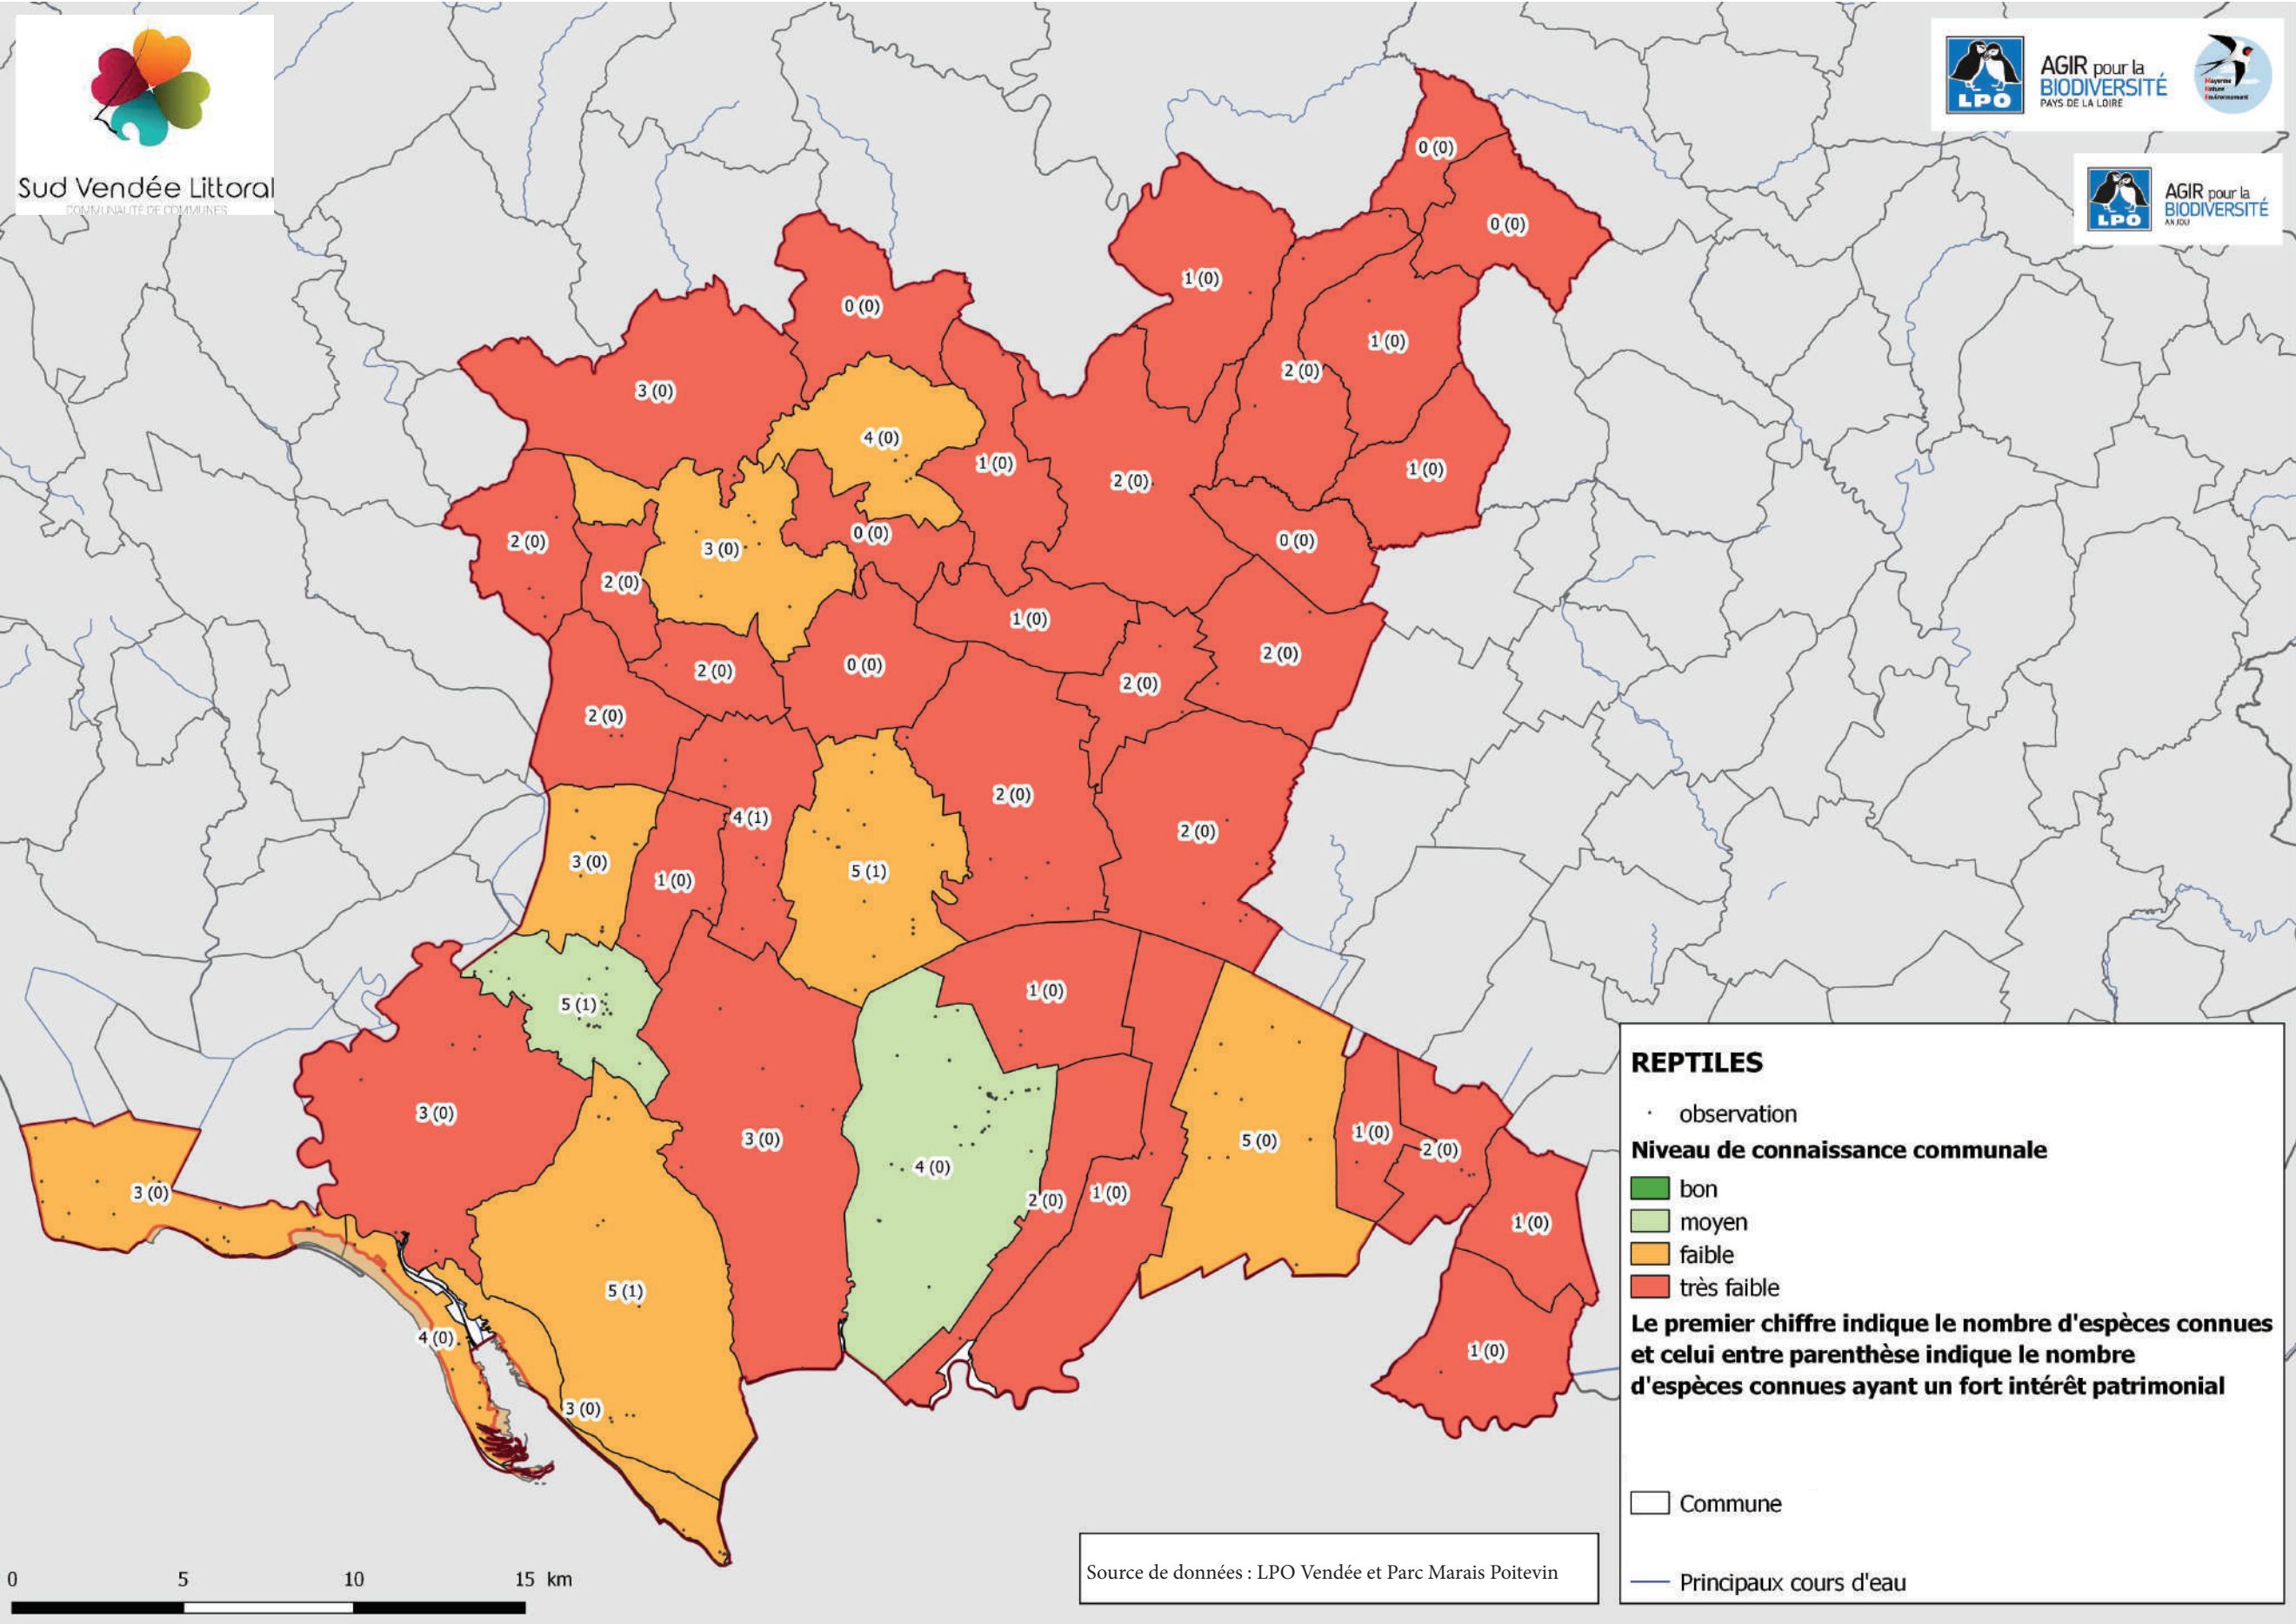 Sud Vendée Littoral
COMMUNAUTÉ DE COMMUNES
LPO
AGIR pour la
BIODIVERSITÉ
PAYS DE LA LOIRE
Mayenne
Nature
Environnement
LPO
AGIR pour la
BIODIVERSITÉ
ANJOU
0 (0)
0 (0)
1 (0)
0 (0)
1 (0)
2 (0)
3 (0)
4 (0)
1 (0)
1 (0)
2 (0)
0 (0)
0 (0)
2 (0)
3 (0)
2 (0)
1 (0)
2 (0)
0 (0)
2 (0)
2 (0)
2 (0)
2 (0)
4 (1)
2 (0)
3 (0)
5 (1)
1 (0)
1 (0)
5 (1)
3 (0)
3 (0)
5 (0)
1 (0)
2 (0)
4 (0)
3 (0)
2 (0)
1 (0)
1 (0)
5 (1)
4 (0)
1 (0)
3 (0)
REPTILES
observation
Niveau de connaissance communale
bon
moyen
faible
très faible
Le premier chiffre indique le nombre d'espèces connues
et celui entre parenthèse indique le nombre
d'espèces connues ayant un fort intérêt patrimonial
Commune
Principaux cours d'eau
Source de données : LPO Vendée et Parc Marais Poitevin
0 5 10 15 km